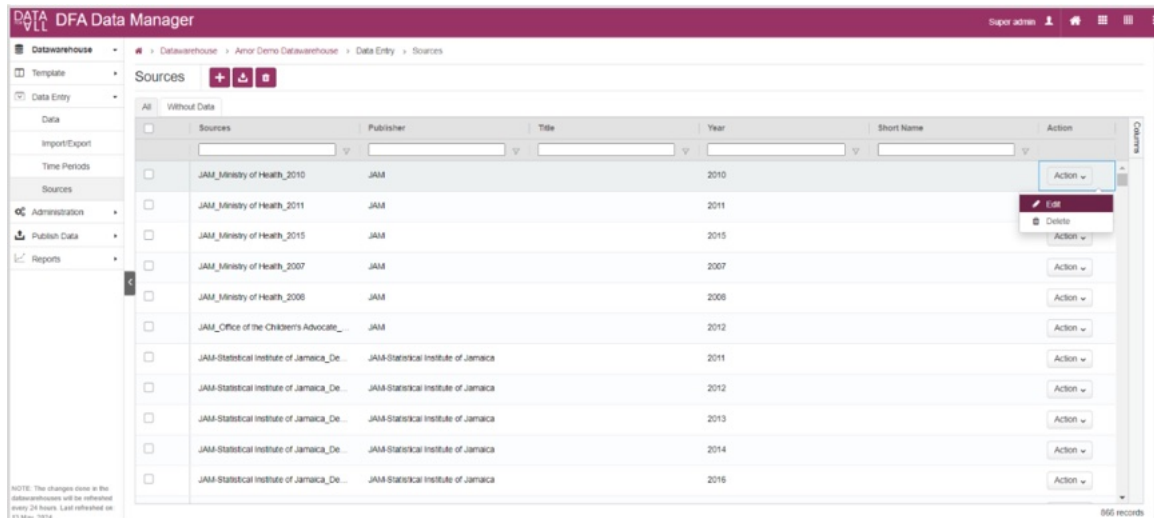 DATA FOR ALL DFA Data Manager
Super admin
Datawarehouse
Template
Data Entry
Data
Import/Export
Time Periods
Sources
Administration
Publish Data
Reports
NOTE: The changes done in the
datawarehouses will be refreshed
every 24 hours. Last refreshed on:
22 May, 2024
> Datawarehouse > Amor Demo Datawarehouse > Data Entry > Sources
Sources
All Without Data
Sources Publisher Title Year Short Name Action
Columns
JAM_Ministry of Health_2010 JAM 2010 Action
Edit
Delete
JAM_Ministry of Health_2011 JAM 2011
JAM_Ministry of Health_2015 JAM 2015 Action
JAM_Ministry of Health_2007 JAM 2007 Action
JAM_Ministry of Health_2008 JAM 2008 Action
JAM_Office of the Children's Advocate_... JAM 2012 Action
JAM-Statistical Institute of Jamaica_De... JAM-Statistical Institute of Jamaica 2011 Action
JAM-Statistical Institute of Jamaica_De... JAM-Statistical Institute of Jamaica 2012 Action
JAM-Statistical Institute of Jamaica_De... JAM-Statistical Institute of Jamaica 2013 Action
JAM-Statistical Institute of Jamaica_De... JAM-Statistical Institute of Jamaica 2014 Action
JAM-Statistical Institute of Jamaica_De... JAM-Statistical Institute of Jamaica 2016 Action
866 records